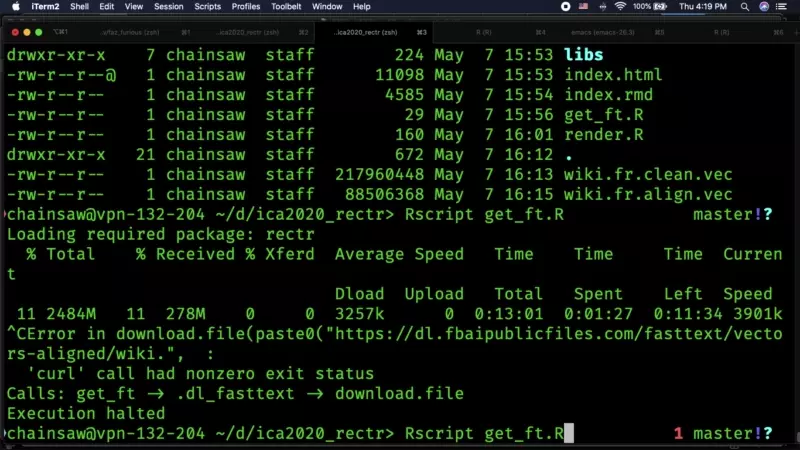 iTerm2 Shell Edit View Session Scripts Profiles Toolbelt Window Help 100% Thu 4:19 PM
⌥⌘1 ..v/faz_furious (zsh) ⌘1 ..ica2020_rectr (zsh) ⌘2 ..ica2020_rectr (zsh) ⌘3 R (R) ⌘4 emacs (emacs-26.3) ⌘5 R (R) ⌘6
drwxr-xr-x 7 chainsaw staff 224 May 7 15:53 libs
-rw-r--r--@ 1 chainsaw staff 11098 May 7 15:53 index.html
-rw-r--r-- 1 chainsaw staff 4585 May 7 15:54 index.rmd
-rw-r--r-- 1 chainsaw staff 29 May 7 15:56 get_ft.R
-rw-r--r-- 1 chainsaw staff 160 May 7 16:01 render.R
drwxr-xr-x 21 chainsaw staff 672 May 7 16:12 .
-rw-r--r-- 1 chainsaw staff 217960448 May 7 16:13 wiki.fr.clean.vec
-rw-r--r-- 1 chainsaw staff 88506368 May 7 16:15 wiki.fr.align.vec
chainsaw@vpn-132-204 ~/d/ica2020_rectr> Rscript get_ft.R master!?
Loading required package: rectr
% Total % Received % Xferd Average Speed Time Time Time Curren
t
Dload Upload Total Spent Left Speed
11 2484M 11 278M 0 0 3257k 0 0:13:01 0:01:27 0:11:34 3901k
^CError in download.file(paste0("https://dl.fbaipublicfiles.com/fasttext/vecto
rs-aligned/wiki.", :
'curl' call had nonzero exit status
Calls: get_ft -> .dl_fasttext -> download.file
Execution halted
chainsaw@vpn-132-204 ~/d/ica2020_rectr> Rscript get_ft.R 1 master!?